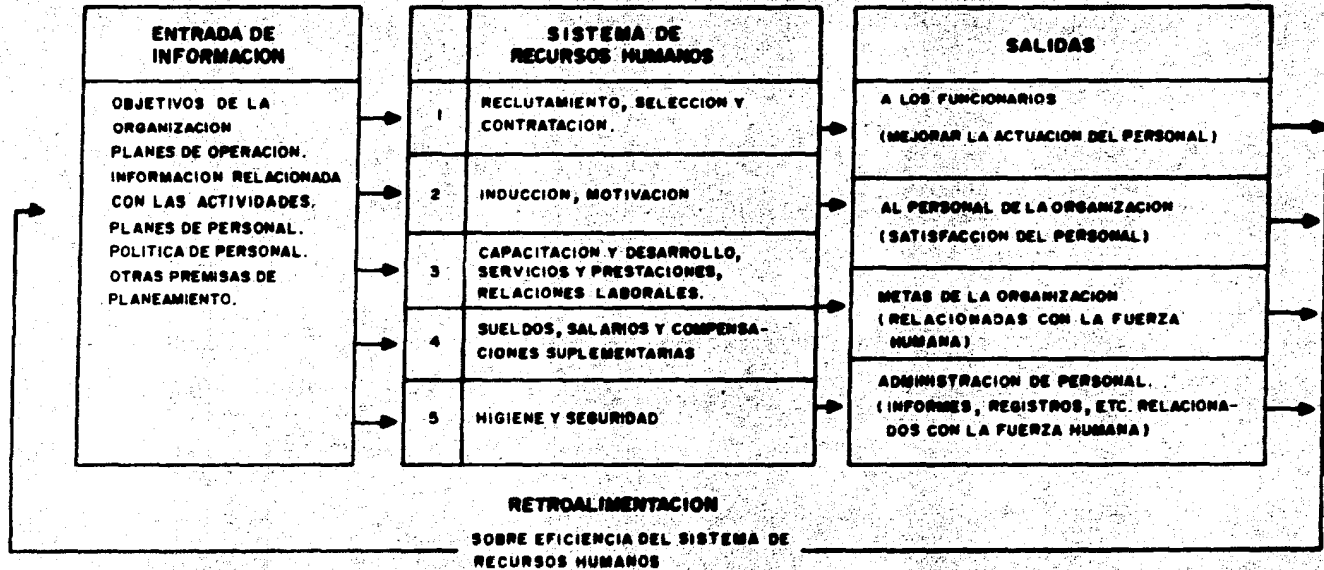 ENTRADA DE
INFORMACION
OBJETIVOS DE LA
ORGANIZACION
PLANES DE OPERACION.
INFORMACION RELACIONADA
CON LAS ACTIVIDADES.
PLANES DE PERSONAL.
POLITICA DE PERSONAL.
OTRAS PREMISAS DE
PLANEAMIENTO.
SISTEMA DE
RECURSOS HUMANOS
1 RECLUTAMIENTO, SELECCION Y
CONTRATACION.
2 INDUCCION, MOTIVACION
3 CAPACITACION Y DESARROLLO,
SERVICIOS Y PRESTACIONES,
RELACIONES LABORALES.
4 SUELDOS, SALARIOS Y COMPENSA-
CIONES SUPLEMENTARIAS
5 HIGIENE Y SEGURIDAD
SALIDAS
A LOS FUNCIONARIOS
(MEJORAR LA ACTUACION DEL PERSONAL)
AL PERSONAL DE LA ORGANIZACION
(SATISFACCION DEL PERSONAL)
METAS DE LA ORGANIZACION
(RELACIONADAS CON LA FUERZA
HUMANA)
ADMINISTRACION DE PERSONAL.
(INFORMES, REGISTROS, ETC. RELACIONA-
DOS CON LA FUERZA HUMANA)
RETROALIMENTACION
SOBRE EFICIENCIA DEL SISTEMA DE
RECURSOS HUMANOS